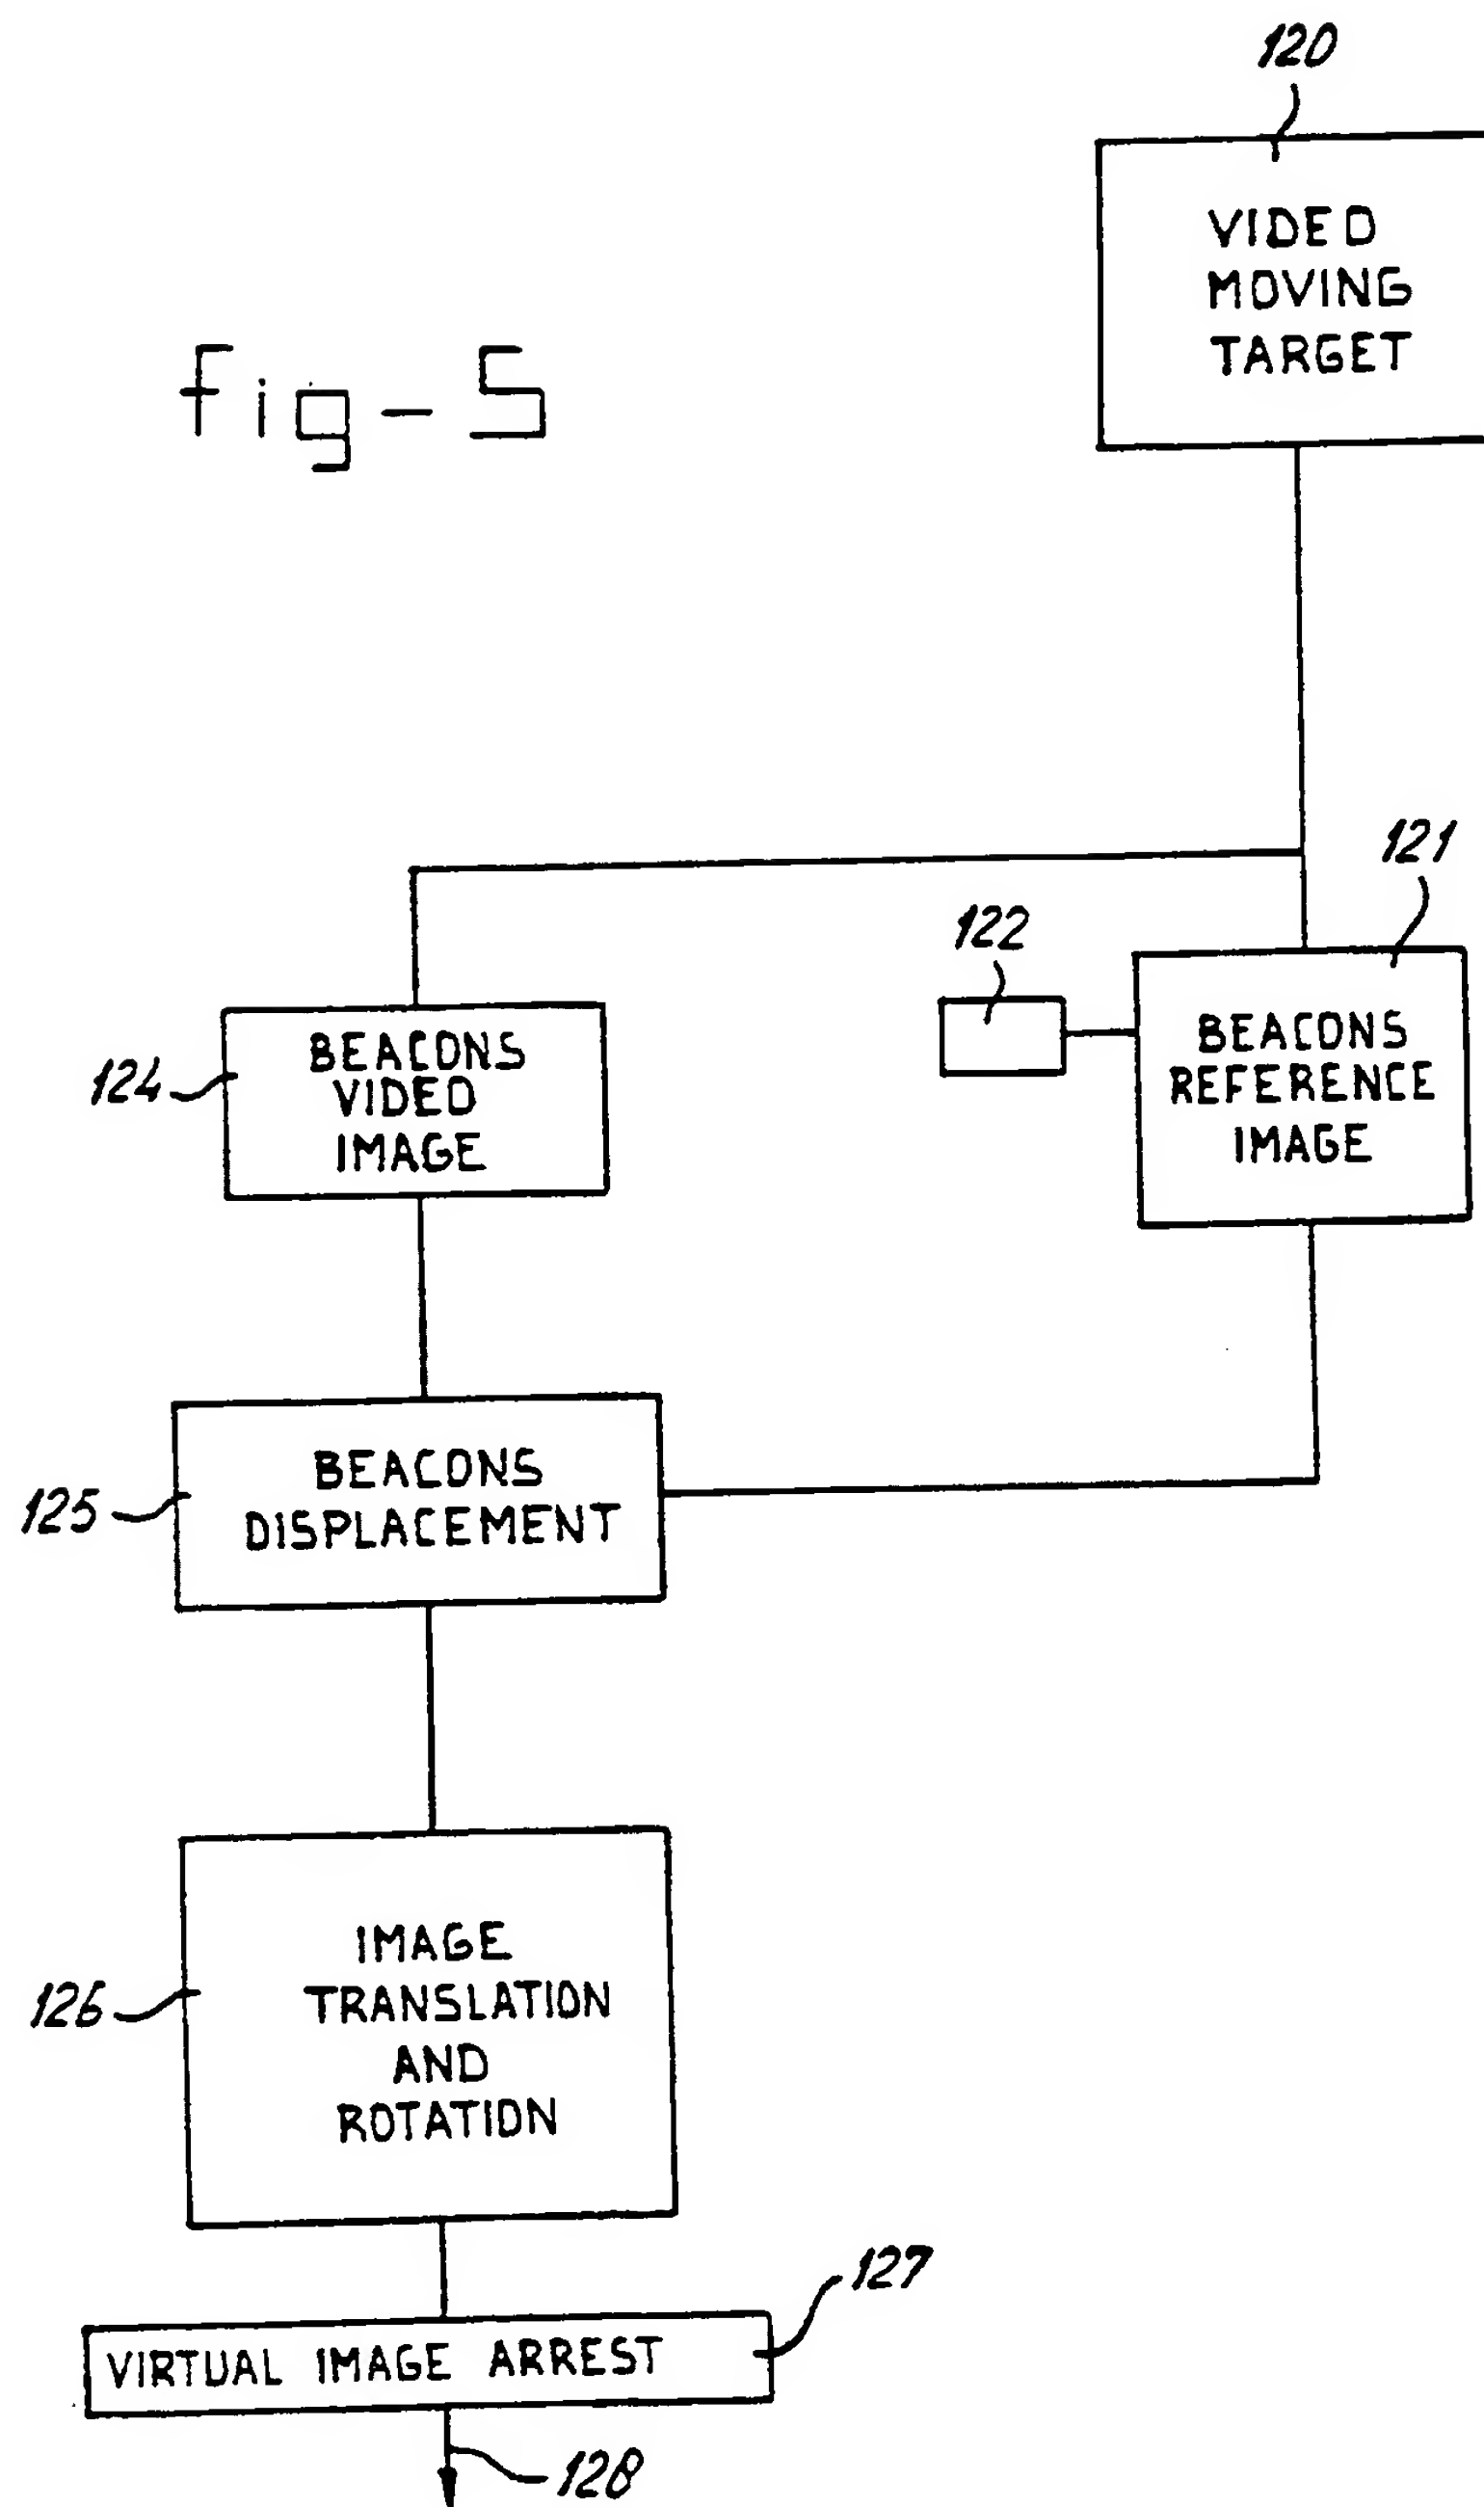 120
VIDEO
MOVING
TARGET
fig-5
121
122
BEACONS
REFERENCE
IMAGE
124
BEACONS
VIDEO
IMAGE
125
BEACONS
DISPLACEMENT
126
IMAGE
TRANSLATION
AND
ROTATION
127
VIRTUAL IMAGE ARREST
128